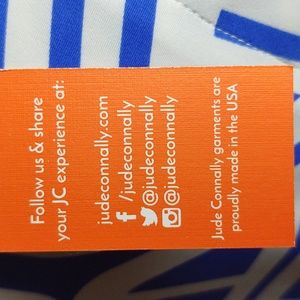 Follow us & share
your JC experience at:
judeconnally.com
/judeconnally
@judeconnally
@judeconnally
Jude Connally garments are
proudly made in the USA